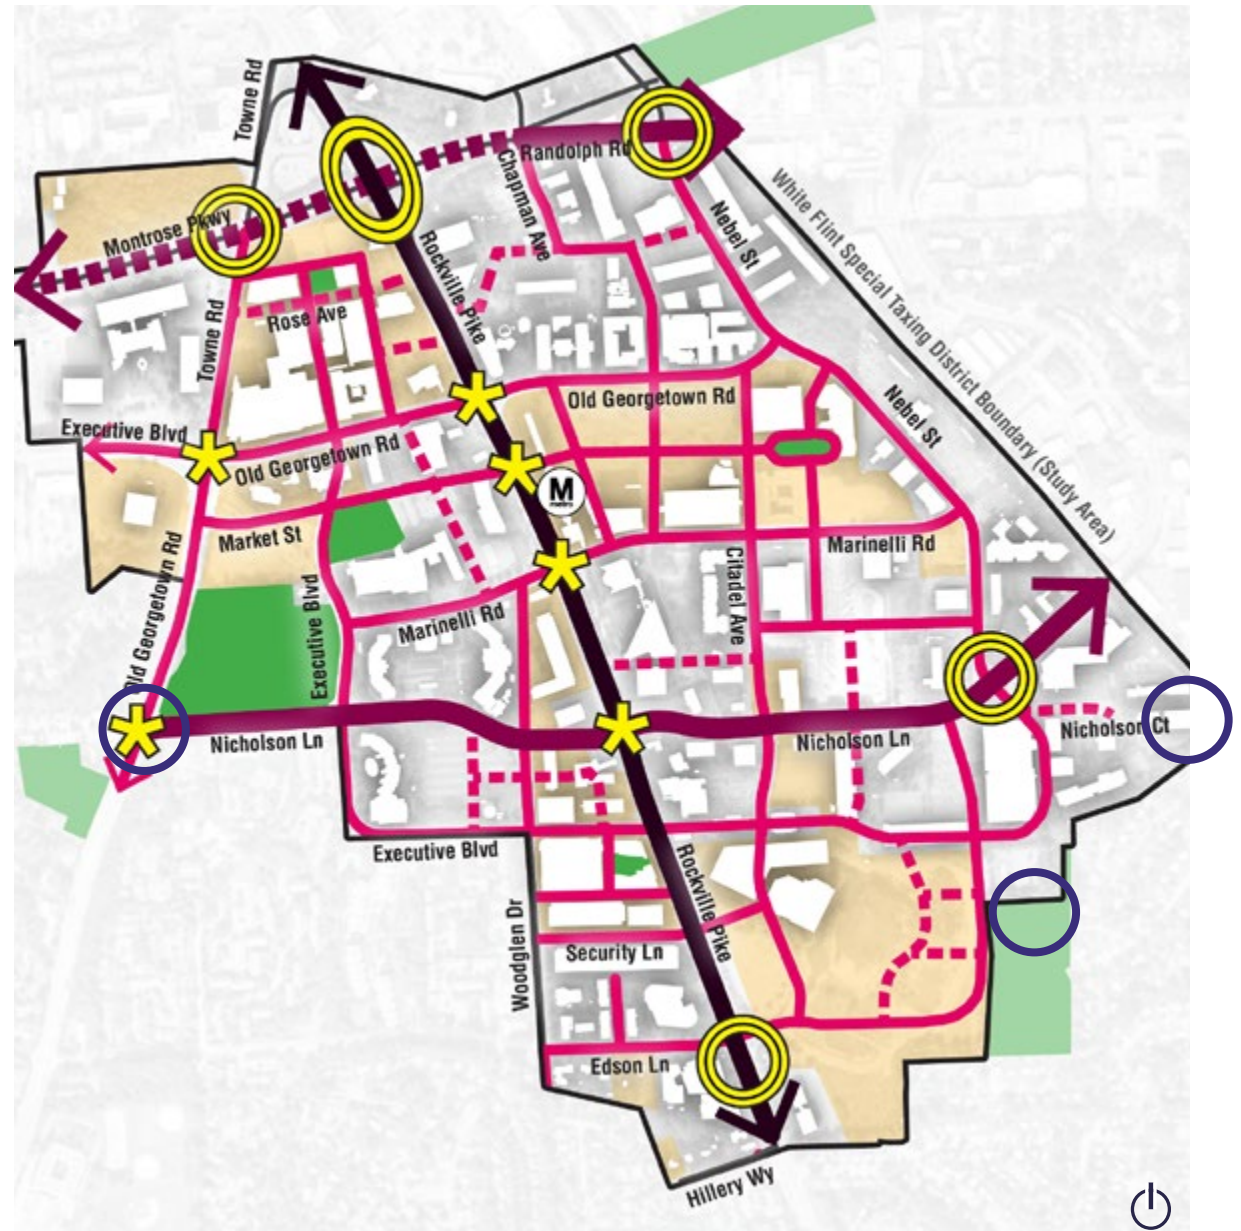 Towne Rd
Randolph Rd
Chapman Ave
White Flint Special Taxing District Boundary (Study Area)
Montrose Pkwy
Nebel St
Rockville Pike
Towne Rd
Rose Ave
Old Georgetown Rd
Nebel St
Executive Blvd
Old Georgetown Rd
M
metro
Market St
Marinelli Rd
Old Georgetown Rd
Executive Blvd
Marinelli Rd
Citadel Ave
Nicholson Ln
Nicholson Ln
Nicholson Ct
Executive Blvd
Rockville Pike
Woodglen Dr
Security Ln
Edson Ln
Hillery Wy